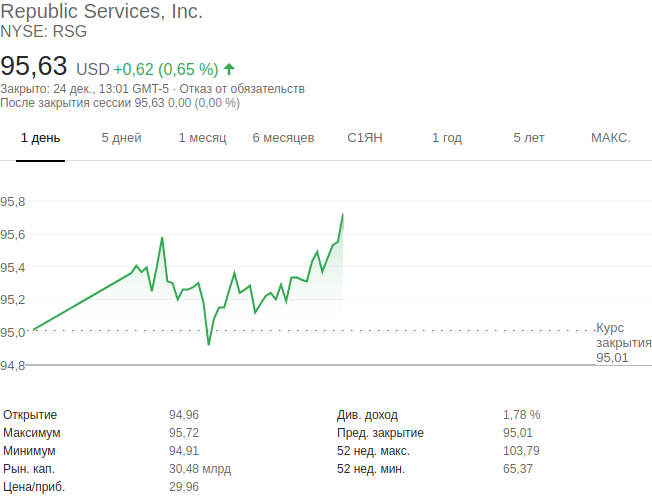 Republic Services, Inc.
NYSE: RSG
95,63 USD +0,62 (0,65 %)
Закрыто: 24 дек., 13:01 GMT-5 · Отказ от обязательств
После закрытия сессии 95,63 0,00 (0,00 %)
1 день 5 дней 1 месяц 6 месяцев С1ЯН 1 год 5 лет МАКС.
95,8
95,6
95,4
95,2
95,0
94,8
Курс
закрытия
95,01
Открытие 94,96 Див. доход 1,78 %
Максимум 95,72 Пред. закрытие 95,01
Минимум 94,91 52 нед. макс. 103,79
Рын. кап. 30,48 млрд 52 нед. мин. 65,37
Цена/приб. 29,96